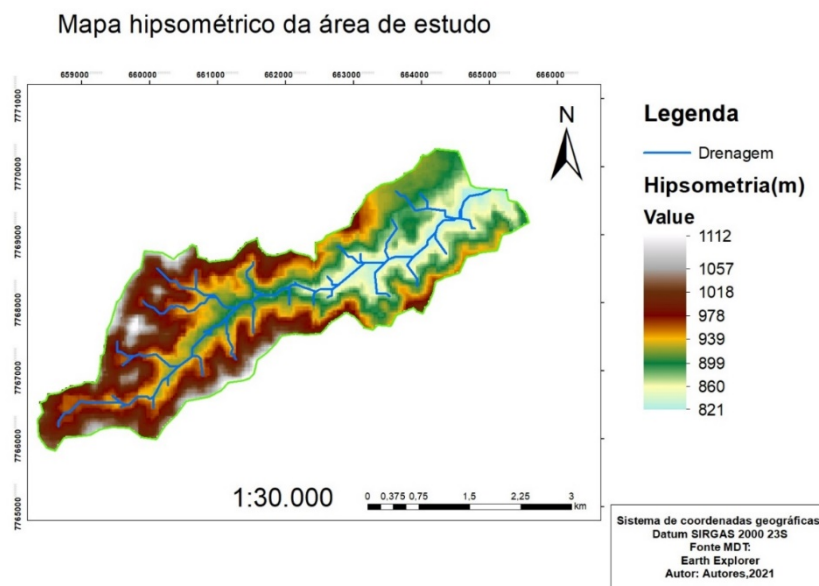 Mapa hipsométrico da área de estudo
659000 660000 661000 662000 663000 664000 665000 666000
7771000
7770000
7769000
7768000
7767000
7766000
7765000
N
1:30.000
0 0,375 0,75 1,5 2,25 3
km
Legenda
Drenagem
Hipsometria(m)
Value
1112
1057
1018
978
939
899
860
821
Sistema de coordenadas geográficas
Datum SIRGAS 2000 23S
Fonte MDT:
Earth Explorer
Autor: Autores,2021